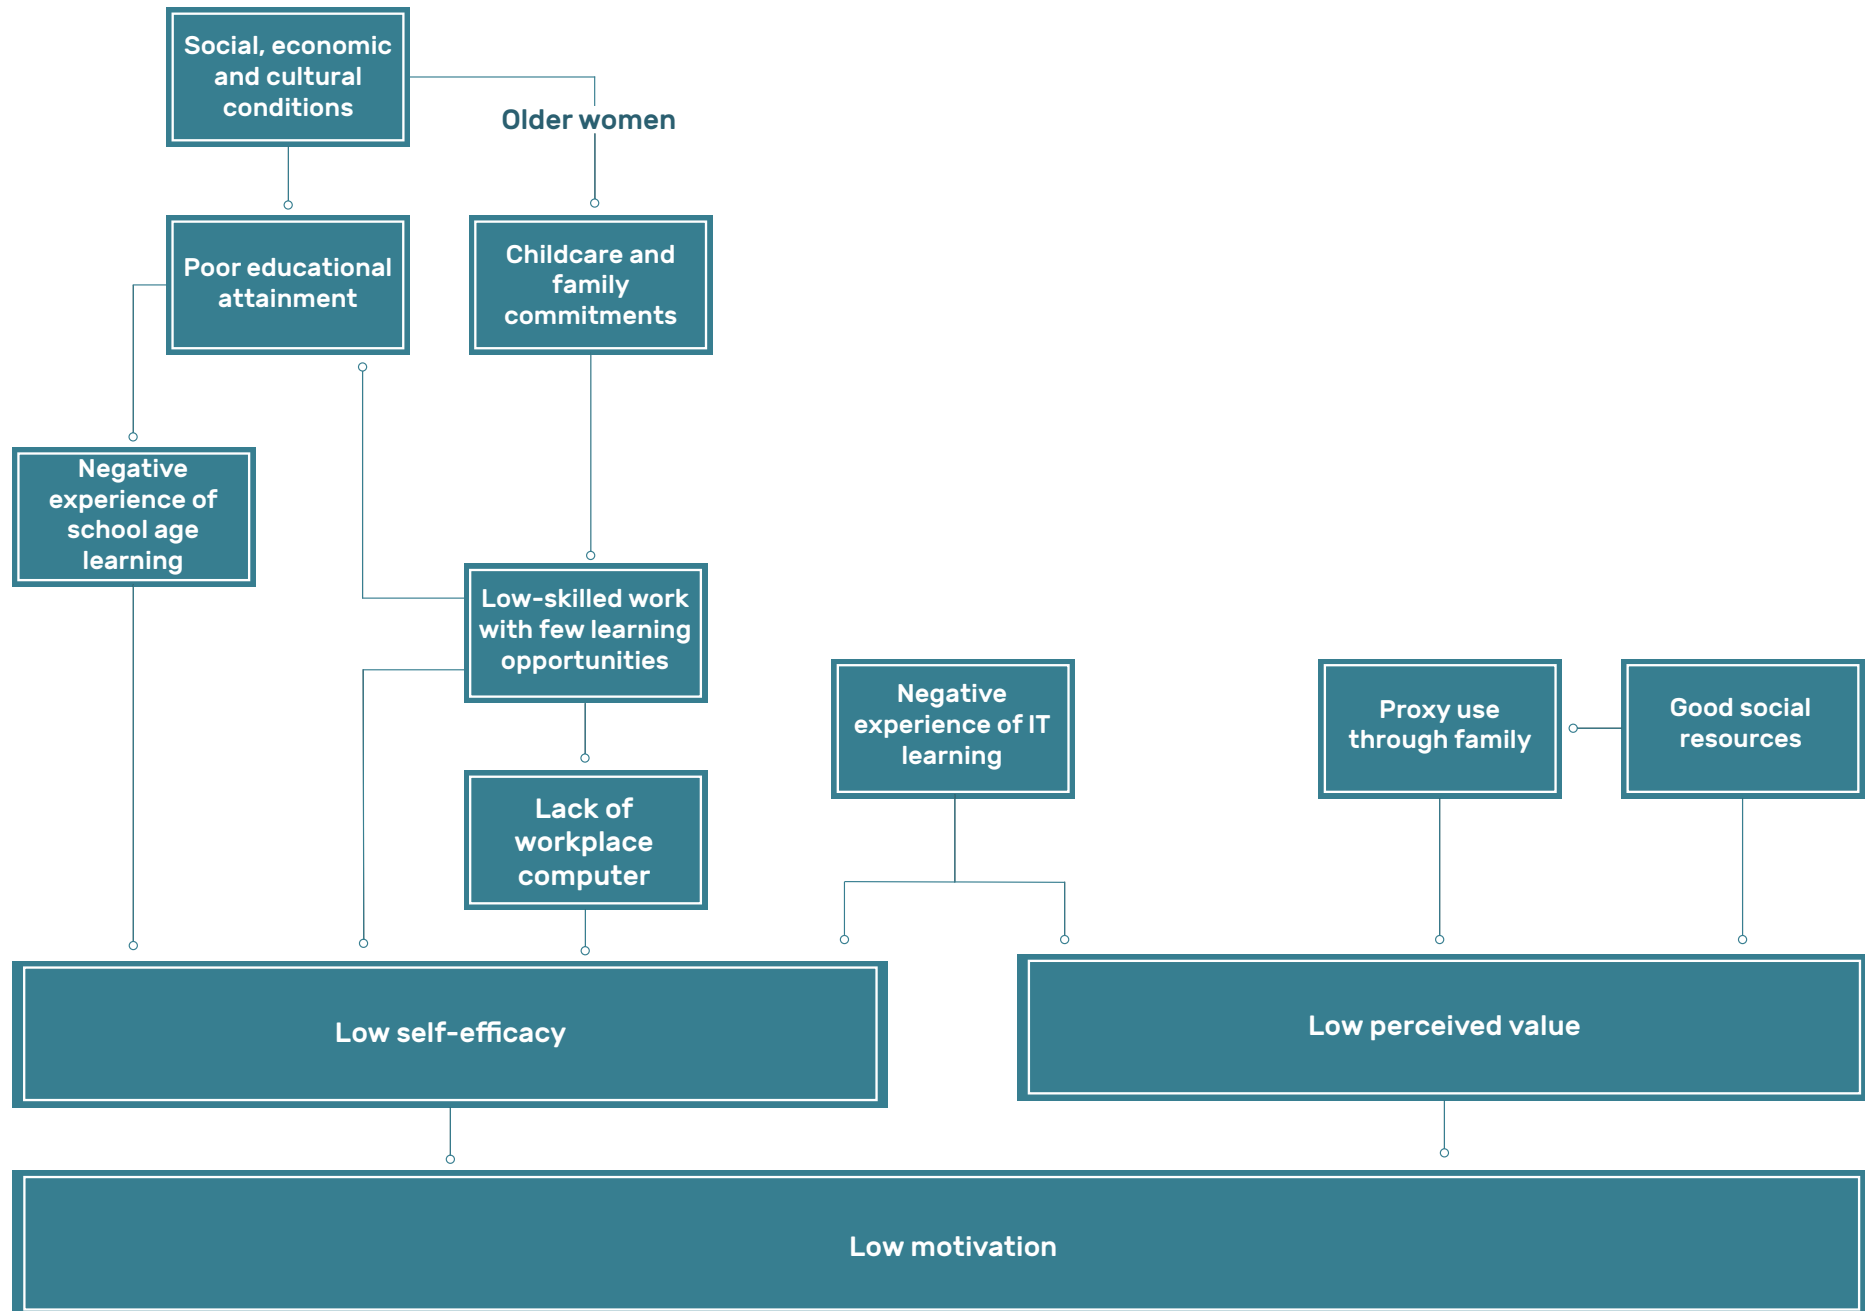 Social, economic
and cultural
conditions
Older women
Poor educational
attainment
Childcare and
family
commitments
Negative
experience of
school age
learning
Low-skilled work
with few learning
opportunities
Negative
experience of IT
learning
Proxy use
through family
Good social
resources
Lack of
workplace
computer
Low self-efficacy
Low perceived value
Low motivation